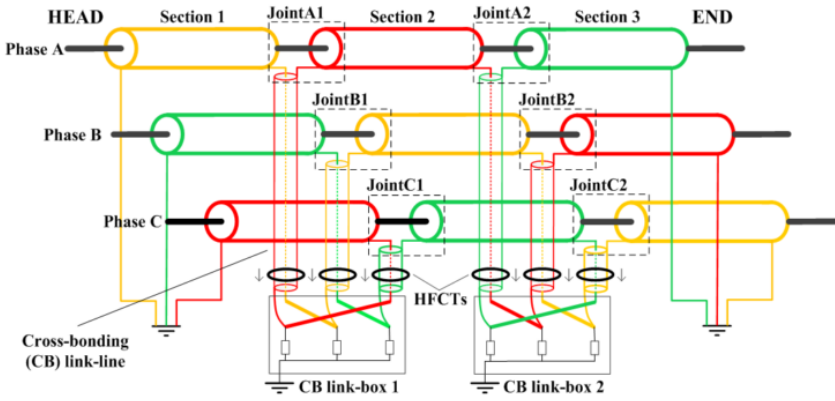 HEAD Section 1 JointA1 Section 2 JointA2 Section 3 END
Phase A
JointB1 JointB2
Phase B
JointC1 JointC2
Phase C
HFCTs
Cross-bonding
(CB) link-line
CB link-box 1 CB link-box 2